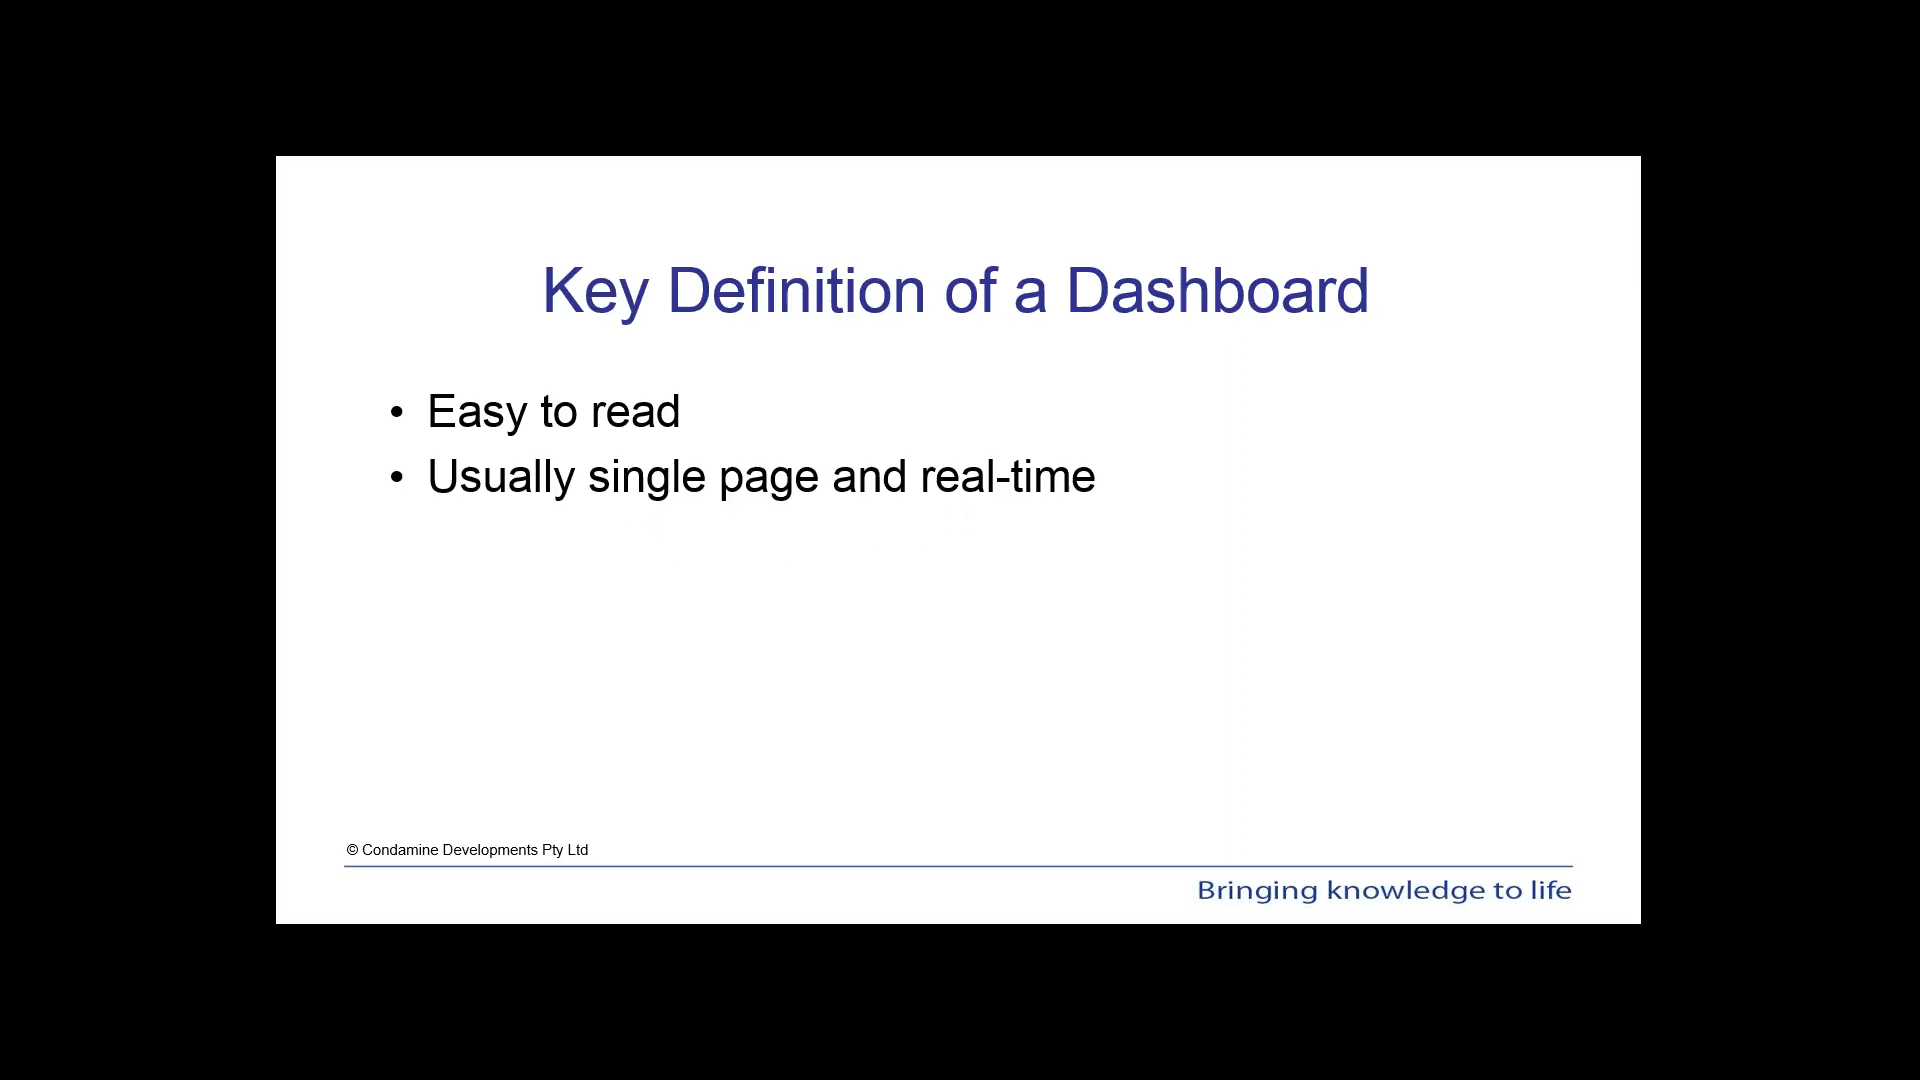 Key Definition of a Dashboard
• Easy to read
• Usually single page and real-time
© Condamine Developments Pty Ltd
Bringing knowledge to life